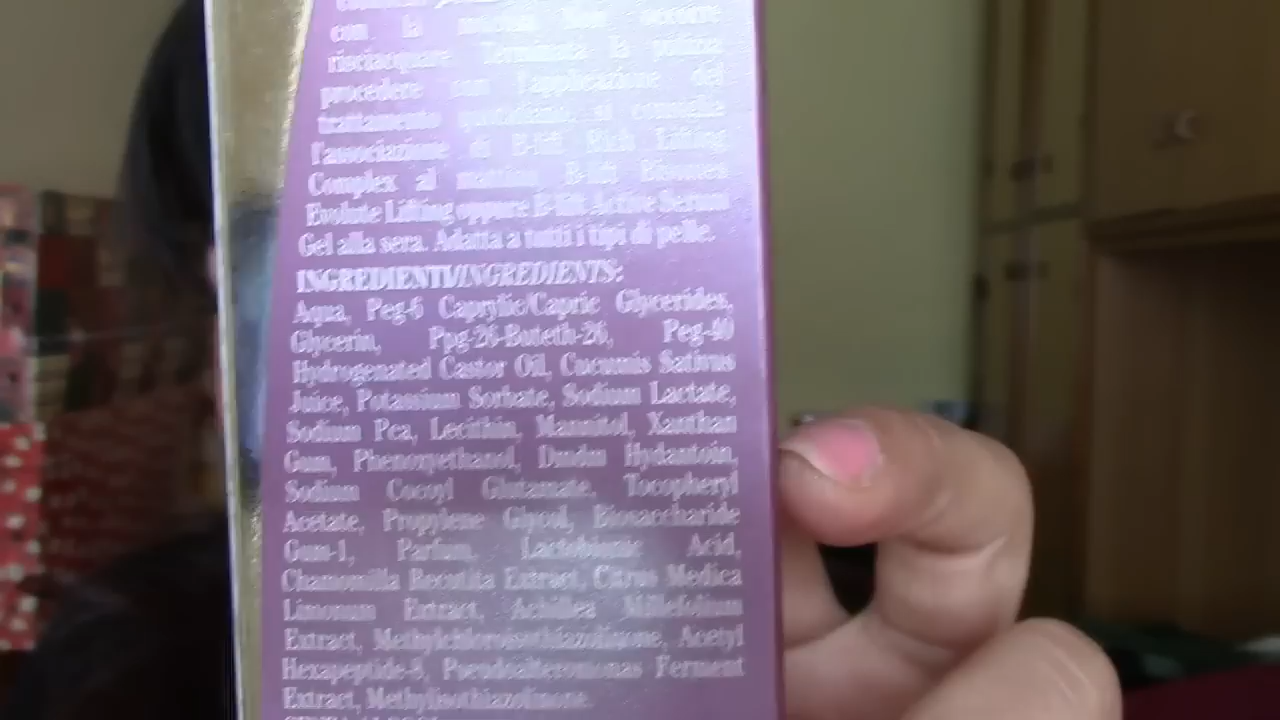 con la
risciacquare. Terminata la pulizia
procedere con l'applicazione del
trattamento quotidiano: si consiglia
l'associazione di B-lift Rich Lifting
Complex al mattino, B-lift
Evolute Lifting oppure B-lift Active Serum
Gel alla sera. Adatta a tutti i tipi di pelle.
INGREDIENTI/INGREDIENTS:
Aqua, Peg-6 Caprylic/Capric Glycerides,
Glycerin, Ppg-26-Buteth-26, Peg-40
Hydrogenated Castor Oil, Cucumis Sativus
Juice, Potassium Sorbate, Sodium Lactate,
Sodium Pca, Lecithin, Mannitol, Xanthan
Gum, Phenoxyethanol, Dmdm Hydantoin,
Sodium Cocoyl Glutamate, Tocopheryl
Acetate, Propylene Glycol, Biosaccharide
Gum-1, Parfum, Lactobionic Acid,
Chamomilla Recutita Extract, Citrus Medica
Limonum Extract, Achillea Millefolium
Extract, Methylchloroisothiazolinone, Acetyl
Hexapeptide-8, Pseudoalteromonas Ferment
Extract, Methylisothiazolinone.